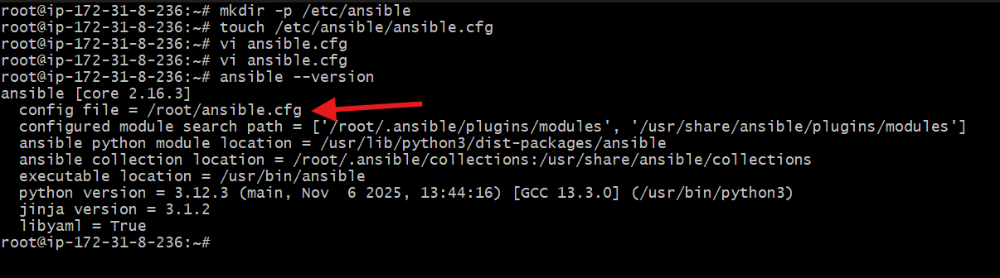 root@ip-172-31-8-236:~# mkdir -p /etc/ansible
root@ip-172-31-8-236:~# touch /etc/ansible/ansible.cfg
root@ip-172-31-8-236:~# vi ansible.cfg
root@ip-172-31-8-236:~# vi ansible.cfg
root@ip-172-31-8-236:~# ansible --version
ansible [core 2.16.3]
  config file = /root/ansible.cfg
  configured module search path = ['/root/.ansible/plugins/modules', '/usr/share/ansible/plugins/modules']
  ansible python module location = /usr/lib/python3/dist-packages/ansible
  ansible collection location = /root/.ansible/collections:/usr/share/ansible/collections
  executable location = /usr/bin/ansible
  python version = 3.12.3 (main, Nov  6 2025, 13:44:16) [GCC 13.3.0] (/usr/bin/python3)
  jinja version = 3.1.2
  libyaml = True
root@ip-172-31-8-236:~#